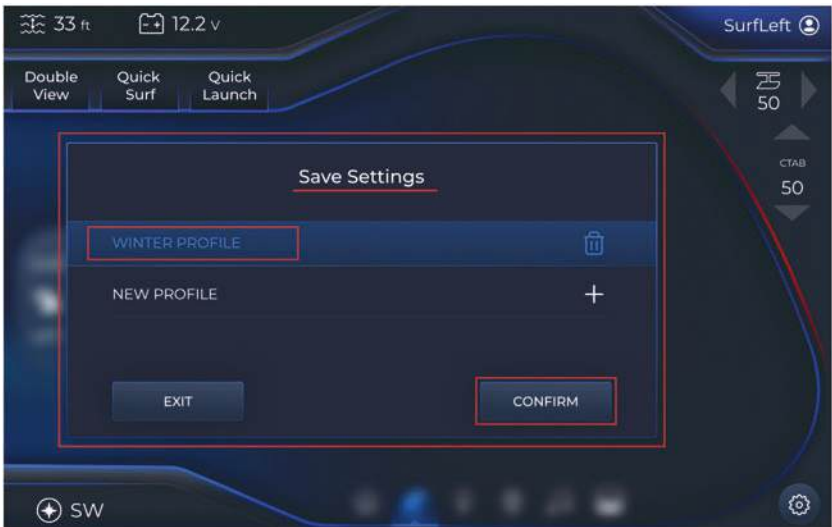 33 ft
12.2 V
SurfLeft
Double
View
Quick
Surf
Quick
Launch
50
CTAB
50
Save Settings
WINTER PROFILE
NEW PROFILE
EXIT
CONFIRM
SW